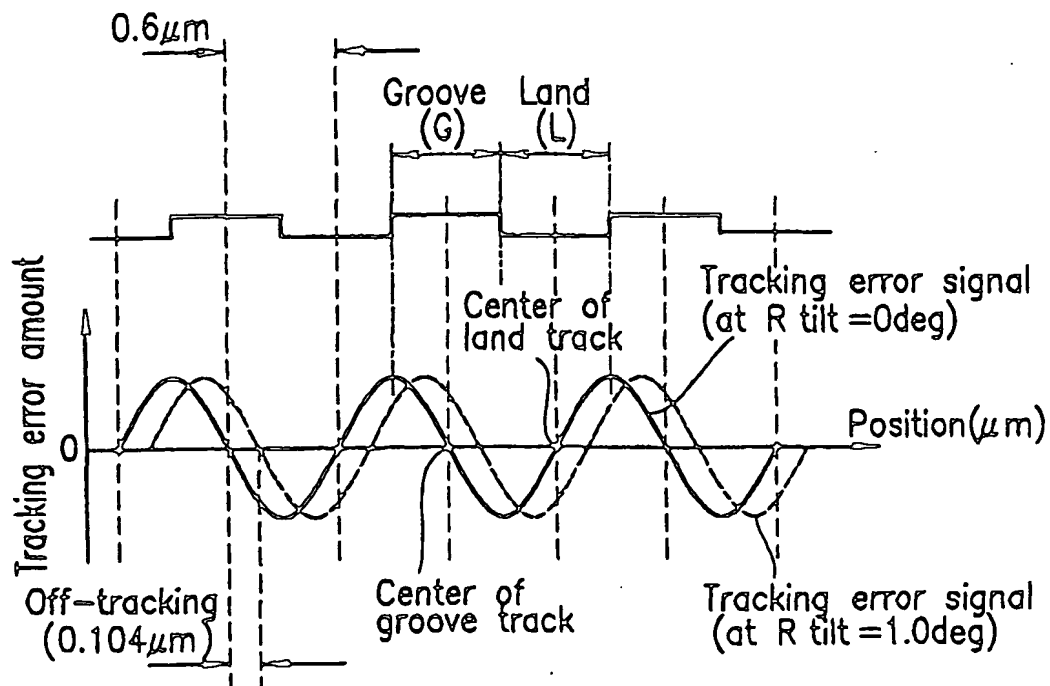 0.6μm
Groove
(G)
Land
(L)
Tracking error amount
0
Center of
land track
Tracking error signal
(at R tilt=0deg)
Position(μm)
Off-tracking
(0.104μm)
Center of
groove track
Tracking error signal
(at R tilt=1.0deg)